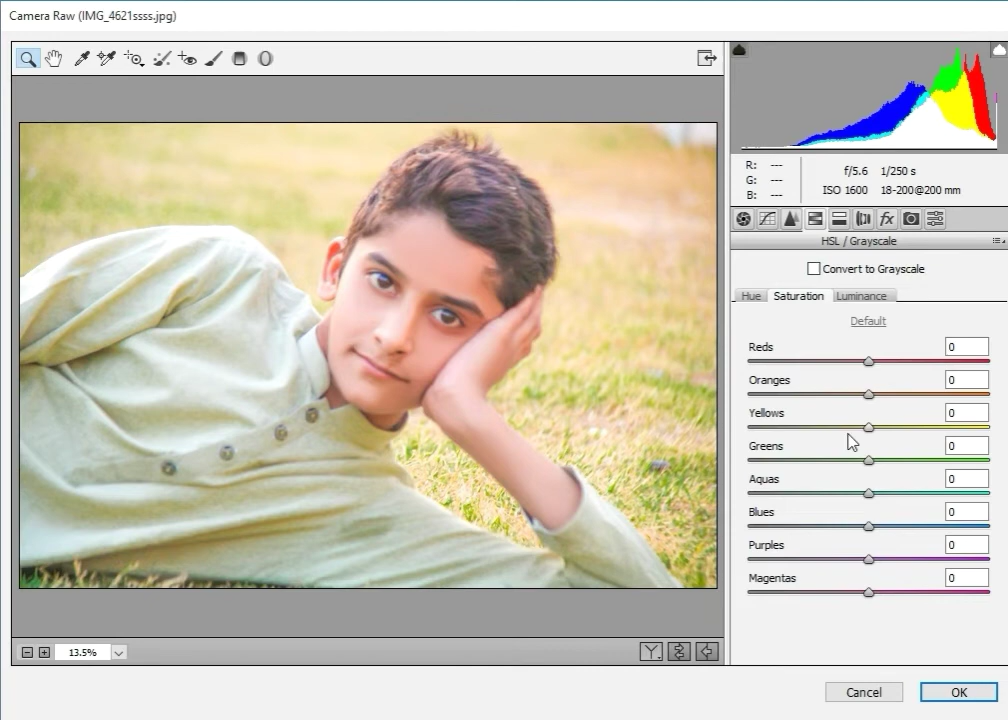 Camera Raw (IMG_4621ssss.jpg)
R: ---
G: ---
B: ---
f/5.6 1/250 s
ISO 1600 18-200@200 mm
fx
HSL / Grayscale
Convert to Grayscale
Hue Saturation Luminance
Default
Reds 0
Oranges 0
Yellows 0
Greens 0
Aquas 0
Blues 0
Purples 0
Magentas 0
13.5%
Y
Cancel OK